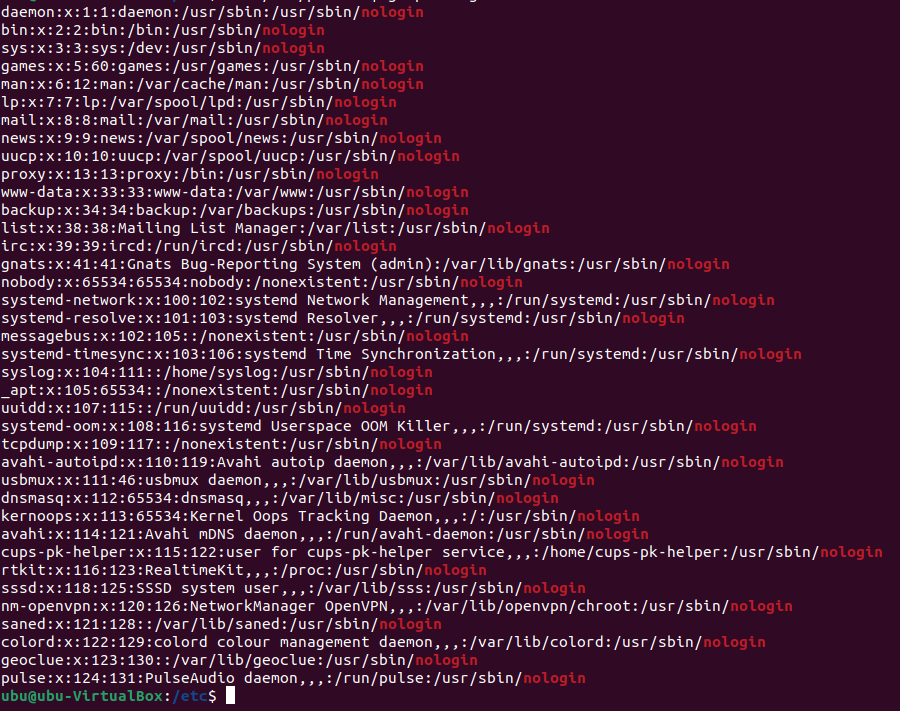 daemon:x:1:1:daemon:/usr/sbin:/usr/sbin/nologin
bin:x:2:2:bin:/bin:/usr/sbin/nologin
sys:x:3:3:sys:/dev:/usr/sbin/nologin
games:x:5:60:games:/usr/games:/usr/sbin/nologin
man:x:6:12:man:/var/cache/man:/usr/sbin/nologin
lp:x:7:7:lp:/var/spool/lpd:/usr/sbin/nologin
mail:x:8:8:mail:/var/mail:/usr/sbin/nologin
news:x:9:9:news:/var/spool/news:/usr/sbin/nologin
uucp:x:10:10:uucp:/var/spool/uucp:/usr/sbin/nologin
proxy:x:13:13:proxy:/bin:/usr/sbin/nologin
www-data:x:33:33:www-data:/var/www:/usr/sbin/nologin
backup:x:34:34:backup:/var/backups:/usr/sbin/nologin
list:x:38:38:Mailing List Manager:/var/list:/usr/sbin/nologin
irc:x:39:39:ircd:/run/ircd:/usr/sbin/nologin
gnats:x:41:41:Gnats Bug-Reporting System (admin):/var/lib/gnats:/usr/sbin/nologin
nobody:x:65534:65534:nobody:/nonexistent:/usr/sbin/nologin
systemd-network:x:100:102:systemd Network Management,,,:/run/systemd:/usr/sbin/nologin
systemd-resolve:x:101:103:systemd Resolver,,,:/run/systemd:/usr/sbin/nologin
messagebus:x:102:105::/nonexistent:/usr/sbin/nologin
systemd-timesync:x:103:106:systemd Time Synchronization,,,:/run/systemd:/usr/sbin/nologin
syslog:x:104:111::/home/syslog:/usr/sbin/nologin
_apt:x:105:65534::/nonexistent:/usr/sbin/nologin
uuidd:x:107:115::/run/uuidd:/usr/sbin/nologin
systemd-oom:x:108:116:systemd Userspace OOM Killer,,,:/run/systemd:/usr/sbin/nologin
tcpdump:x:109:117::/nonexistent:/usr/sbin/nologin
avahi-autoipd:x:110:119:Avahi autoip daemon,,,:/var/lib/avahi-autoipd:/usr/sbin/nologin
usbmux:x:111:46:usbmux daemon,,,:/var/lib/usbmux:/usr/sbin/nologin
dnsmasq:x:112:65534:dnsmasq,,,:/var/lib/misc:/usr/sbin/nologin
kernoops:x:113:65534:Kernel Oops Tracking Daemon,,,:/:/usr/sbin/nologin
avahi:x:114:121:Avahi mDNS daemon,,,:/run/avahi-daemon:/usr/sbin/nologin
cups-pk-helper:x:115:122:user for cups-pk-helper service,,,:/home/cups-pk-helper:/usr/sbin/nologin
rtkit:x:116:123:RealtimeKit,,,:/proc:/usr/sbin/nologin
sssd:x:118:125:SSSD system user,,,:/var/lib/sss:/usr/sbin/nologin
nm-openvpn:x:120:126:NetworkManager OpenVPN,,,:/var/lib/openvpn/chroot:/usr/sbin/nologin
saned:x:121:128::/var/lib/saned:/usr/sbin/nologin
colord:x:122:129:colord colour management daemon,,,:/var/lib/colord:/usr/sbin/nologin
geoclue:x:123:130::/var/lib/geoclue:/usr/sbin/nologin
pulse:x:124:131:PulseAudio daemon,,,:/run/pulse:/usr/sbin/nologin
ubu@ubu-VirtualBox:/etc$